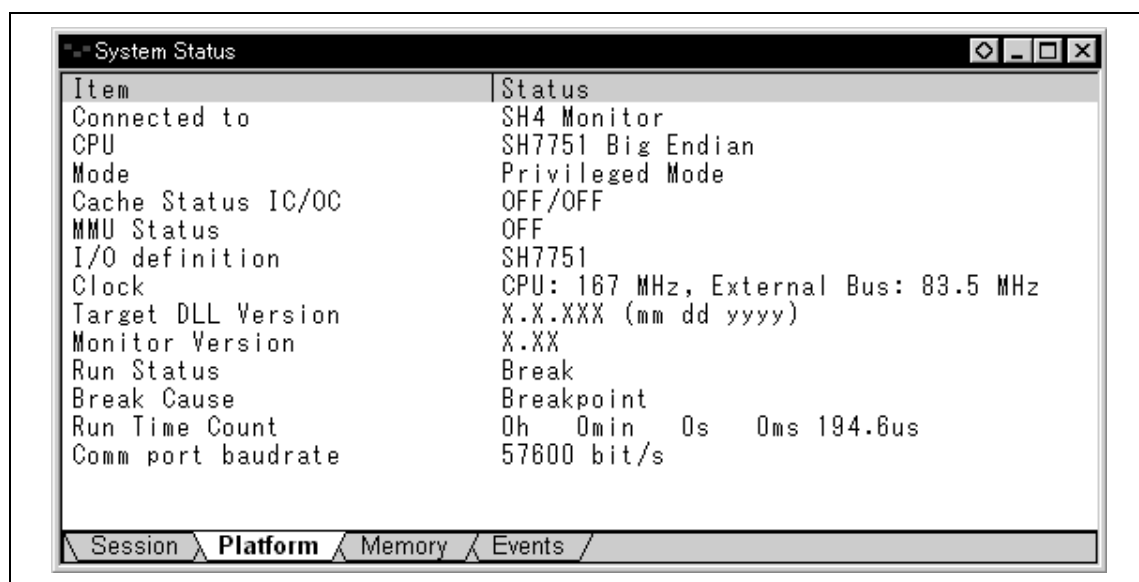 System Status
Item Status
Connected to SH4 Monitor
CPU SH7751 Big Endian
Mode Privileged Mode
Cache Status IC/OC OFF/OFF
MMU Status OFF
I/O definition SH7751
Clock CPU: 167 MHz, External Bus: 83.5 MHz
Target DLL Version X.X.XXX (mm dd yyyy)
Monitor Version X.XX
Run Status Break
Break Cause Breakpoint
Run Time Count 0h 0min 0s 0ms 194.6us
Comm port baudrate 57600 bit/s
Session Platform Memory Events